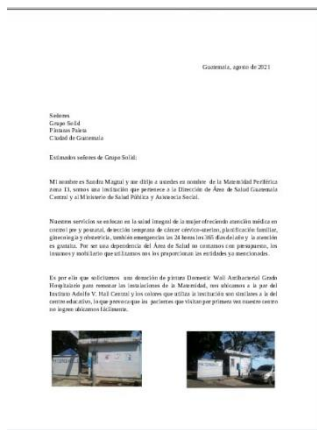 Guatemala, agosto de 2021
Señores
Grupo Solid
Pinturas Paleta
Ciudad de Guatemala
Estimados señores de Grupo Solid:
Mi nombre es Sandra Magzul y me dirijo a ustedes en nombre de la Maternidad Periférica
zona 13, somos una institución que pertenece a la Dirección de Área de Salud Guatemala
Central y al Ministerio de Salud Pública y Asistencia Social.
Nuestros servicios se enfocan en la salud integral de la mujer ofreciendo atención médica en
control pre y postnatal, detección temprana de cáncer cérvico-uterino, planificación familiar,
ginecología y obstetricia, también emergencias las 24 horas los 365 días del año y la atención
es gratuita. Por ser una dependencia del Área de Salud no contamos con presupuesto, los
insumos y mobiliario que utilizamos nos los proporcionan las entidades ya mencionadas.
Es por ello que solicitamos una donación de pintura Domestic Wall Antibacterial Grado
Hospitalario para remozar las instalaciones de la Maternidad, nos ubicamos a la par del
Instituto Adolfo V. Hall Central y los colores que utiliza la institución son similares a la del
centro educativo, lo que provoca que las pacientes que visitan por primera vez nuestro centro
no logren ubicarnos fácilmente.